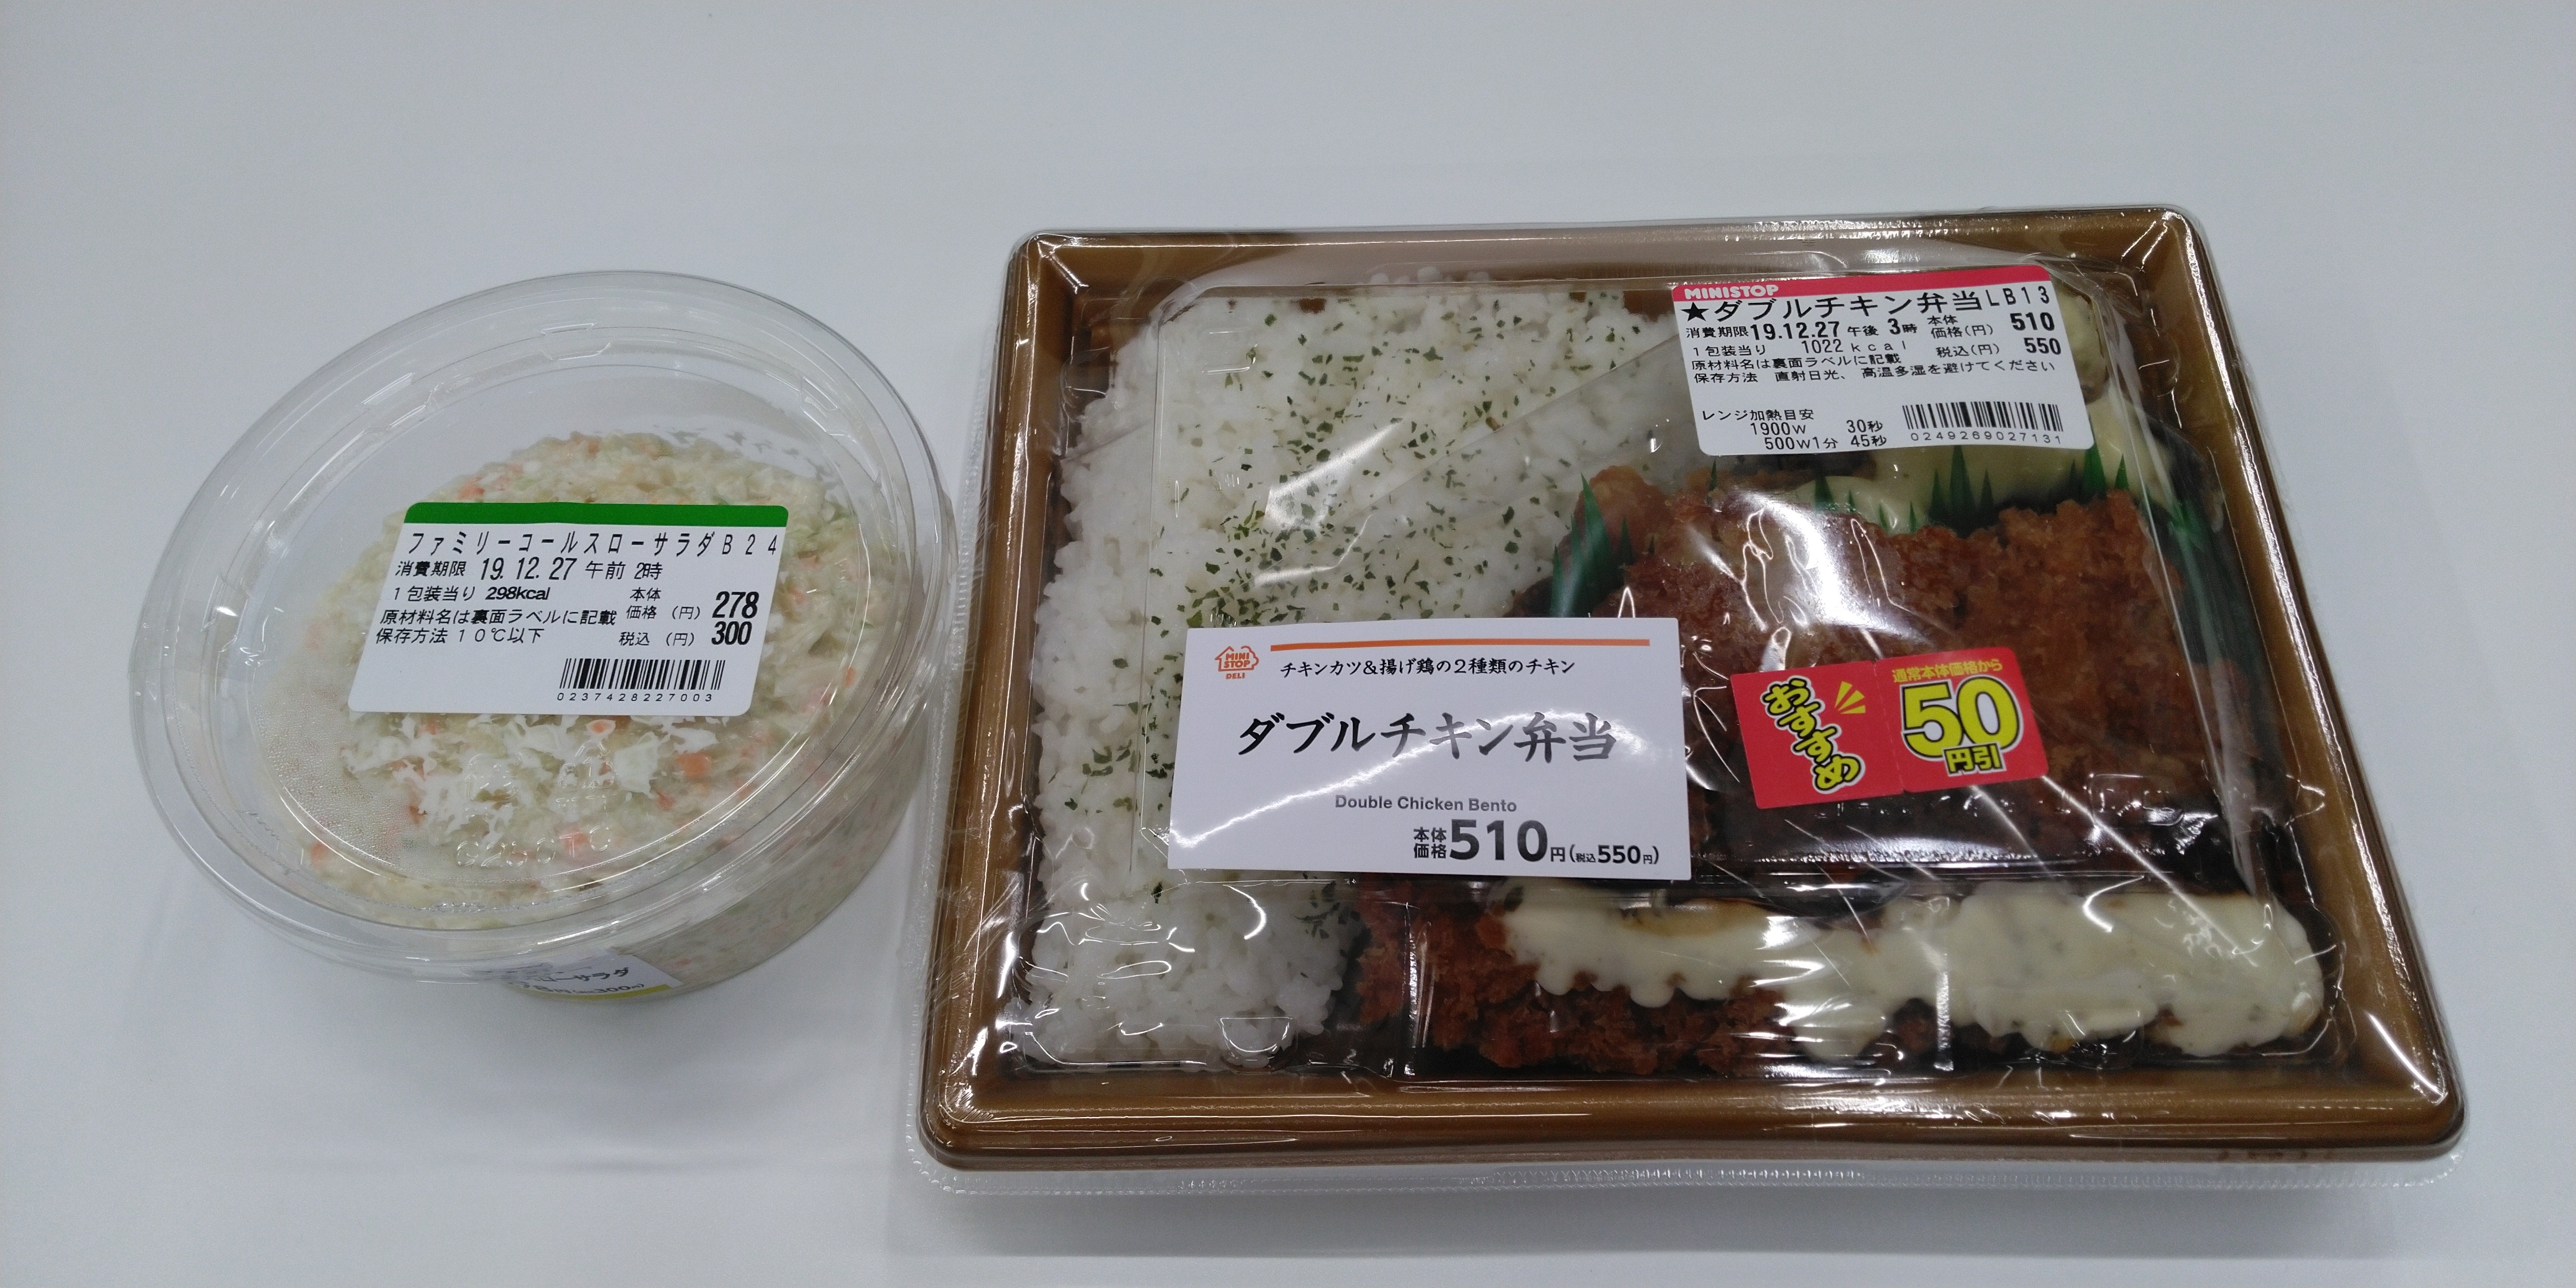 ファミリーコールスローサラダB24
消費期限 19.12.27 午前 2時
1包装当り 298kcal
本体価格(円) 278
原材料名は裏面ラベルに記載
税込(円) 300
保存方法 10℃以下
0237428227003
ローサラダ
MINISTOP
★ダブルチキン弁当LB13
消費期限19.12.27 午後 3時 本体価格(円) 510
1包装当り 1022kcal 税込(円) 550
原材料名は裏面ラベルに記載
保存方法 直射日光、高温多湿を避けてください
レンジ加熱目安
1900W 30秒
500W1分 45秒
0249269027131
MINI STOP DELI
チキンカツ&揚げ鶏の2種類のチキン
ダブルチキン弁当
Double Chicken Bento
本体価格510円(税込550円)
おすすめ
通常本体価格から
50
円引